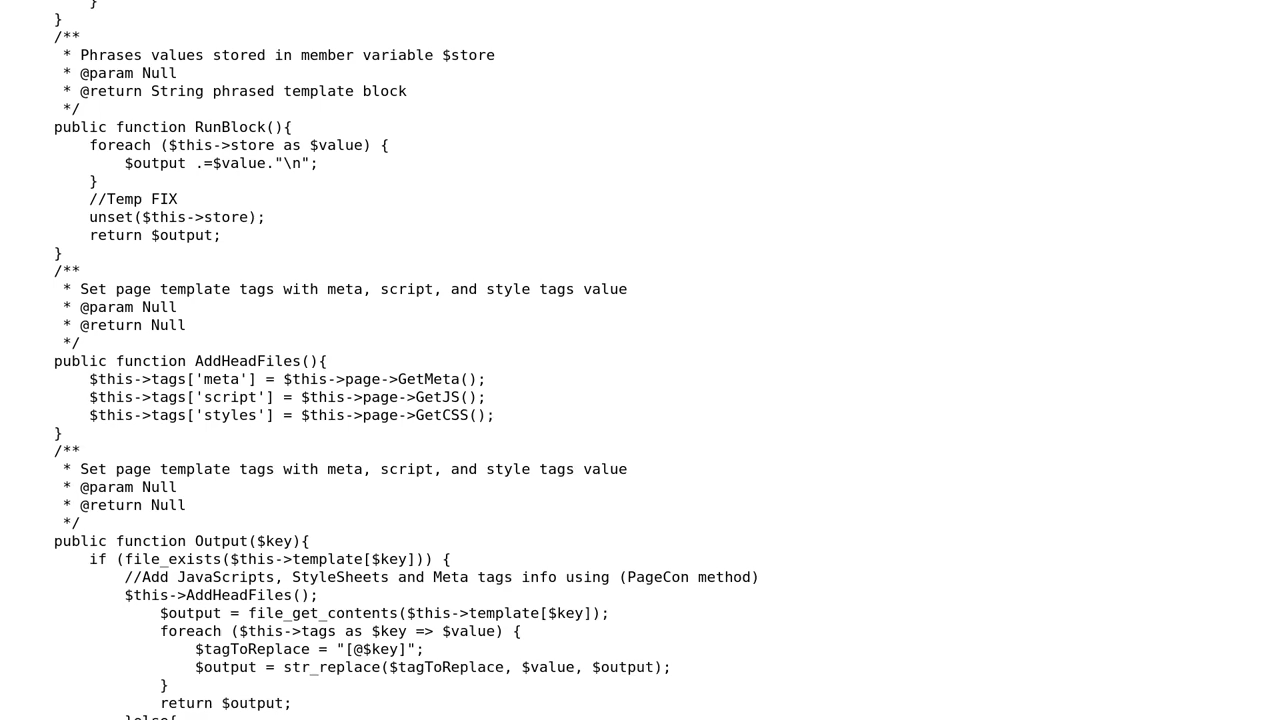 }
}
/**
* Phrases values stored in member variable $store
* @param Null
* @return String phrased template block
*/
public function RunBlock(){
foreach ($this->store as $value) {
$output .=$value."\n";
}
//Temp FIX
unset($this->store);
return $output;
}
/**
* Set page template tags with meta, script, and style tags value
* @param Null
* @return Null
*/
public function AddHeadFiles(){
$this->tags['meta'] = $this->page->GetMeta();
$this->tags['script'] = $this->page->GetJS();
$this->tags['styles'] = $this->page->GetCSS();
}
/**
* Set page template tags with meta, script, and style tags value
* @param Null
* @return Null
*/
public function Output($key){
if (file_exists($this->template[$key])) {
//Add JavaScripts, StyleSheets and Meta tags info using (PageCon method)
$this->AddHeadFiles();
$output = file_get_contents($this->template[$key]);
foreach ($this->tags as $key => $value) {
$tagToReplace = "[@$key]";
$output = str_replace($tagToReplace, $value, $output);
}
return $output;
}else{